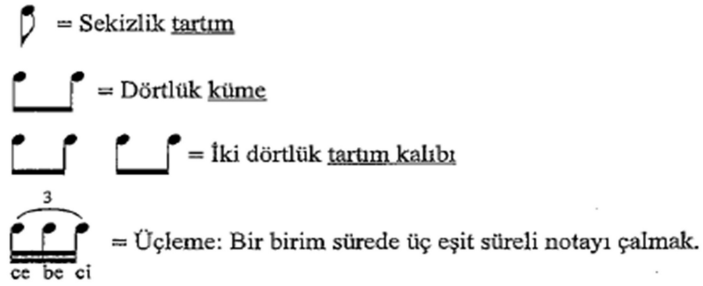 = Sekizlik tartım
= Dörtlük küme
= İki dörtlük tartım kalıbı
3
= Üçleme: Bir birim sürede üç eşit süreli notayı çalmak.
ce be ci